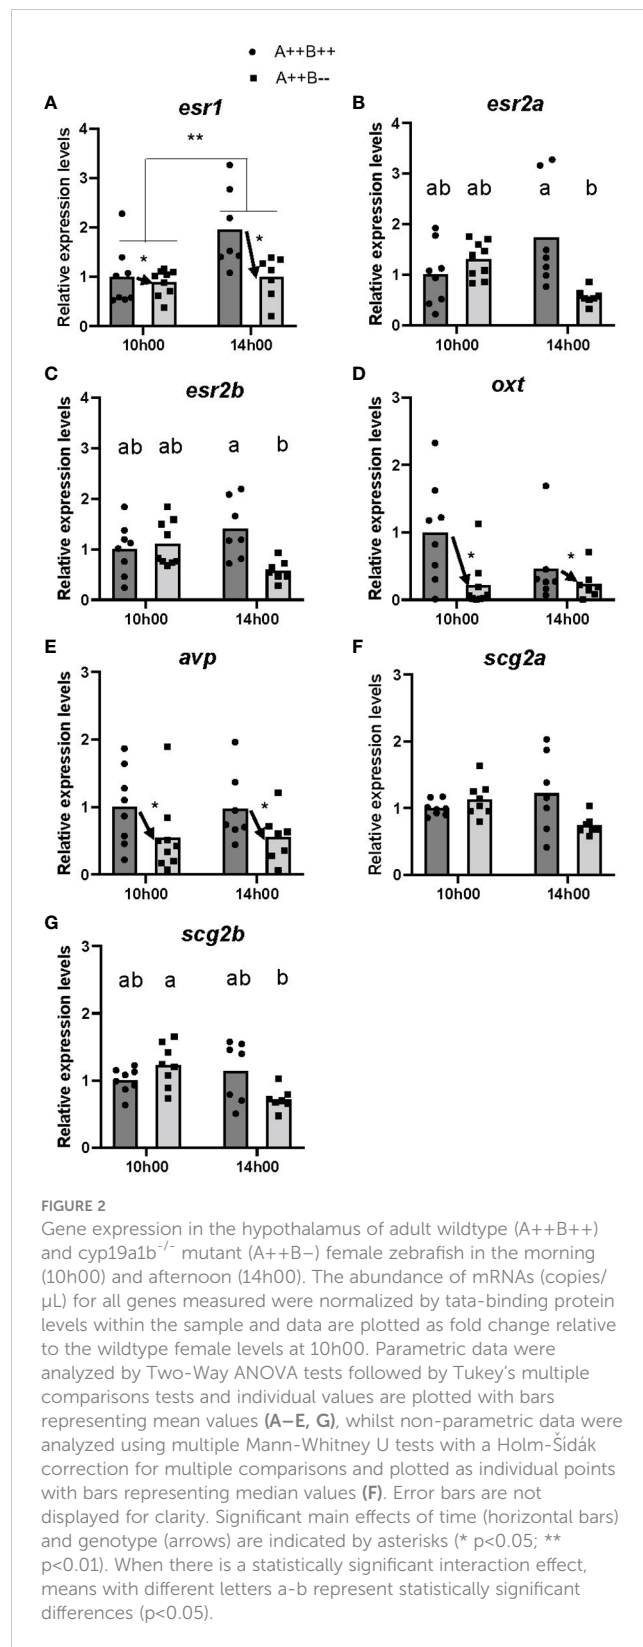 A++B++
A++B--
A
esr1
Relative expression levels
4
3
2
1
0
**
*
*
10h00
14h00
B
esr2a
Relative expression levels
4
3
2
1
0
ab
ab
a
b
10h00
14h00
C
esr2b
Relative expression levels
4
3
2
1
0
ab
ab
a
b
10h00
14h00
D
oxt
Relative expression levels
3
2
1
0
*
*
10h00
14h00
E
avp
Relative expression levels
3
2
1
0
*
*
10h00
14h00
F
scg2a
Relative expression levels
3
2
1
0
10h00
14h00
G
scg2b
Relative expression levels
3
2
1
0
ab
a
ab
b
10h00
14h00
FIGURE 2
Gene expression in the hypothalamus of adult wildtype (A++B++)
and cyp19a1b-/- mutant (A++B–) female zebrafish in the morning
(10h00) and afternoon (14h00). The abundance of mRNAs (copies/
µL) for all genes measured were normalized by tata-binding protein
levels within the sample and data are plotted as fold change relative
to the wildtype female levels at 10h00. Parametric data were
analyzed by Two-Way ANOVA tests followed by Tukey's multiple
comparisons tests and individual values are plotted with bars
representing mean values (A–E, G), whilst non-parametric data were
analyzed using multiple Mann-Whitney U tests with a Holm-Šídák
correction for multiple comparisons and plotted as individual points
with bars representing median values (F). Error bars are not
displayed for clarity. Significant main effects of time (horizontal bars)
and genotype (arrows) are indicated by asterisks (* p<0.05; **
p<0.01). When there is a statistically significant interaction effect,
means with different letters a-b represent statistically significant
differences (p<0.05).